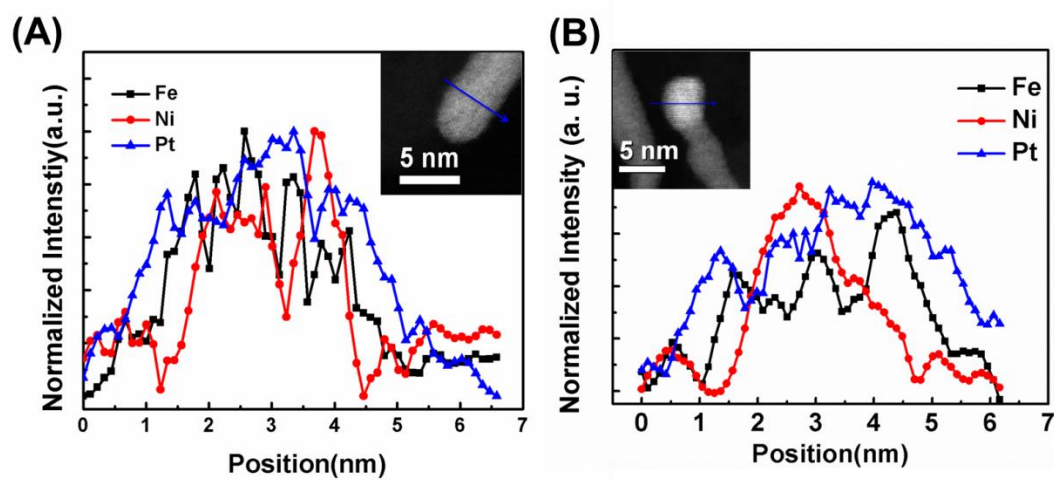 (A)
Normalized Intenstiy(a.u.)
Fe
Ni
Pt
5 nm
0 1 2 3 4 5 6 7
Position(nm)
(B)
Normalized Intensity (a. u.)
5 nm
Fe
Ni
Pt
0 1 2 3 4 5 6 7
Position(nm)